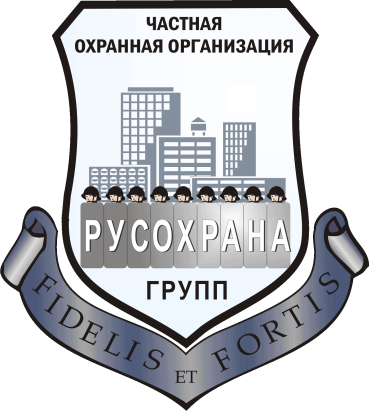 ЧАСТНАЯ
ОХРАННАЯ ОРГАНИЗАЦИЯ
РУСОХРАНА
ГРУПП
FIDELIS ET FORTIS